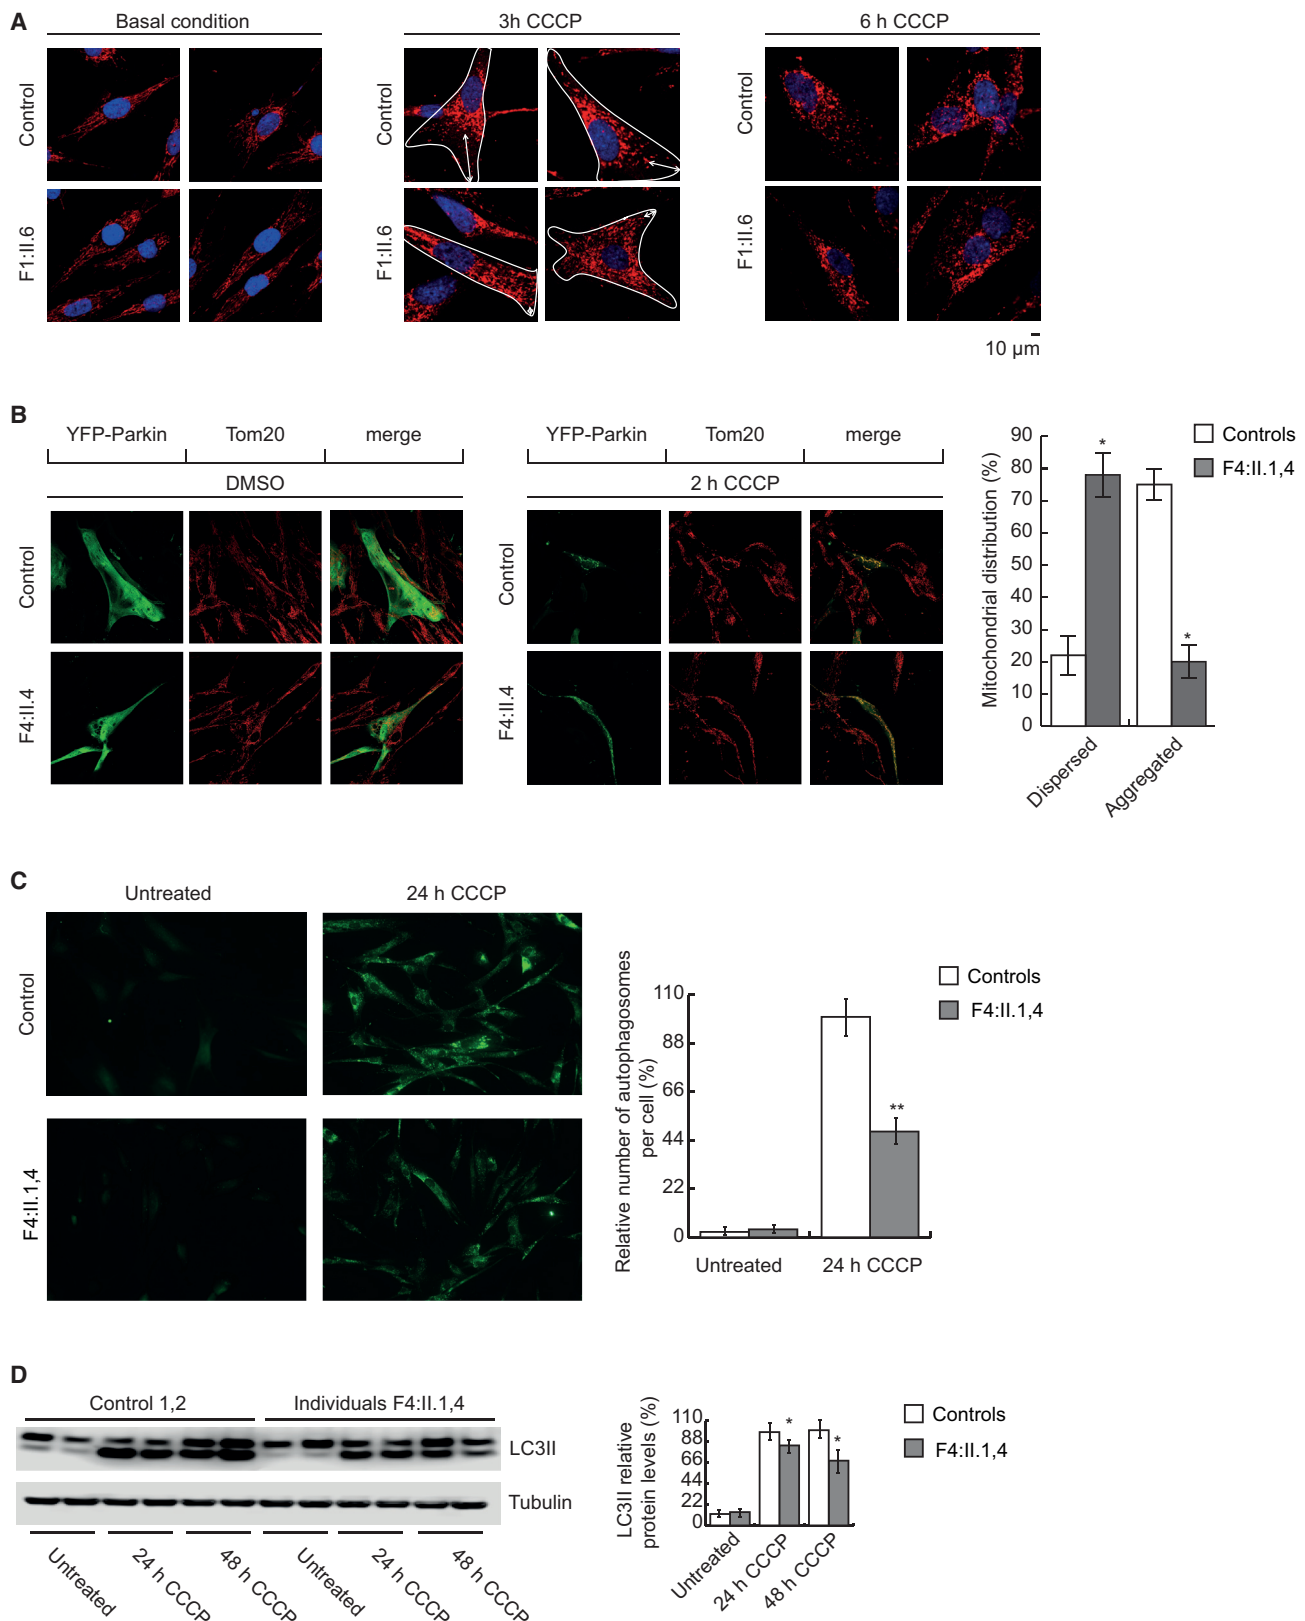 A
Basal condition
3h CCCP
6 h CCCP
Control
Control
Control
F1:II.6
F1:II.6
F1:II.6
10 µm
B
YFP-Parkin
Tom20
merge
YFP-Parkin
Tom20
merge
DMSO
2 h CCCP
Control
Control
F4:II.4
F4:II.4
Mitochondrial distribution (%)
90
80
70
60
50
40
30
20
10
0
*
*
Dispersed
Aggregated
Controls
F4:II.1,4
C
Untreated
24 h CCCP
Control
F4:II.1,4
Relative number of autophagosomes
per cell (%)
110
88
66
44
22
0
**
Untreated
24 h CCCP
Controls
F4:II.1,4
D
Control 1,2
Individuals F4:II.1,4
LC3II
Tubulin
Untreated
24 h CCCP
48 h CCCP
Untreated
24 h CCCP
48 h CCCP
LC3II relative
protein levels (%)
110
88
66
44
22
0
*
*
Untreated
24 h CCCP
48 h CCCP
Controls
F4:II.1,4